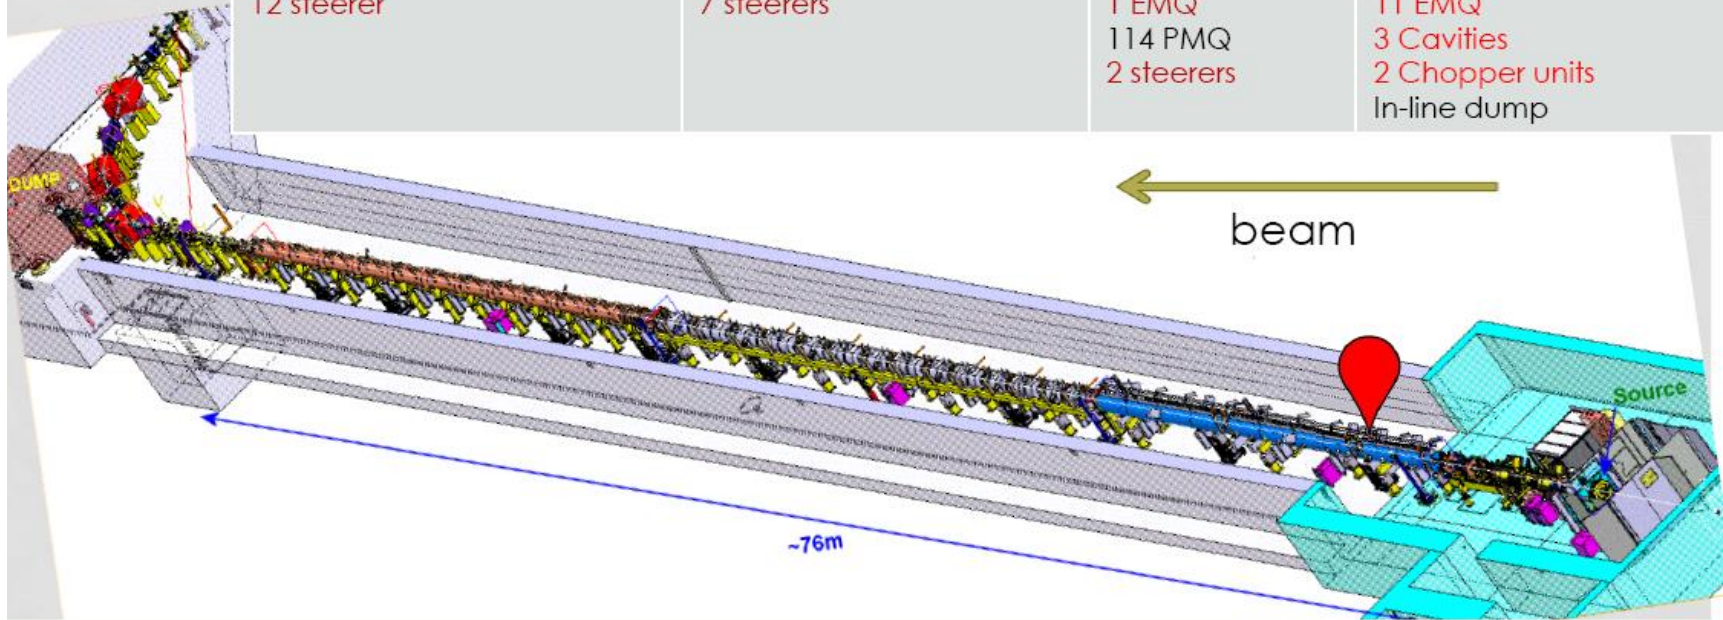 12 steerer
7 steerers
1 EMQ
114 PMQ
2 steerers
11 EMQ
3 Cavities
2 Chopper units
In-line dump
DUMP
beam
Source
~76m